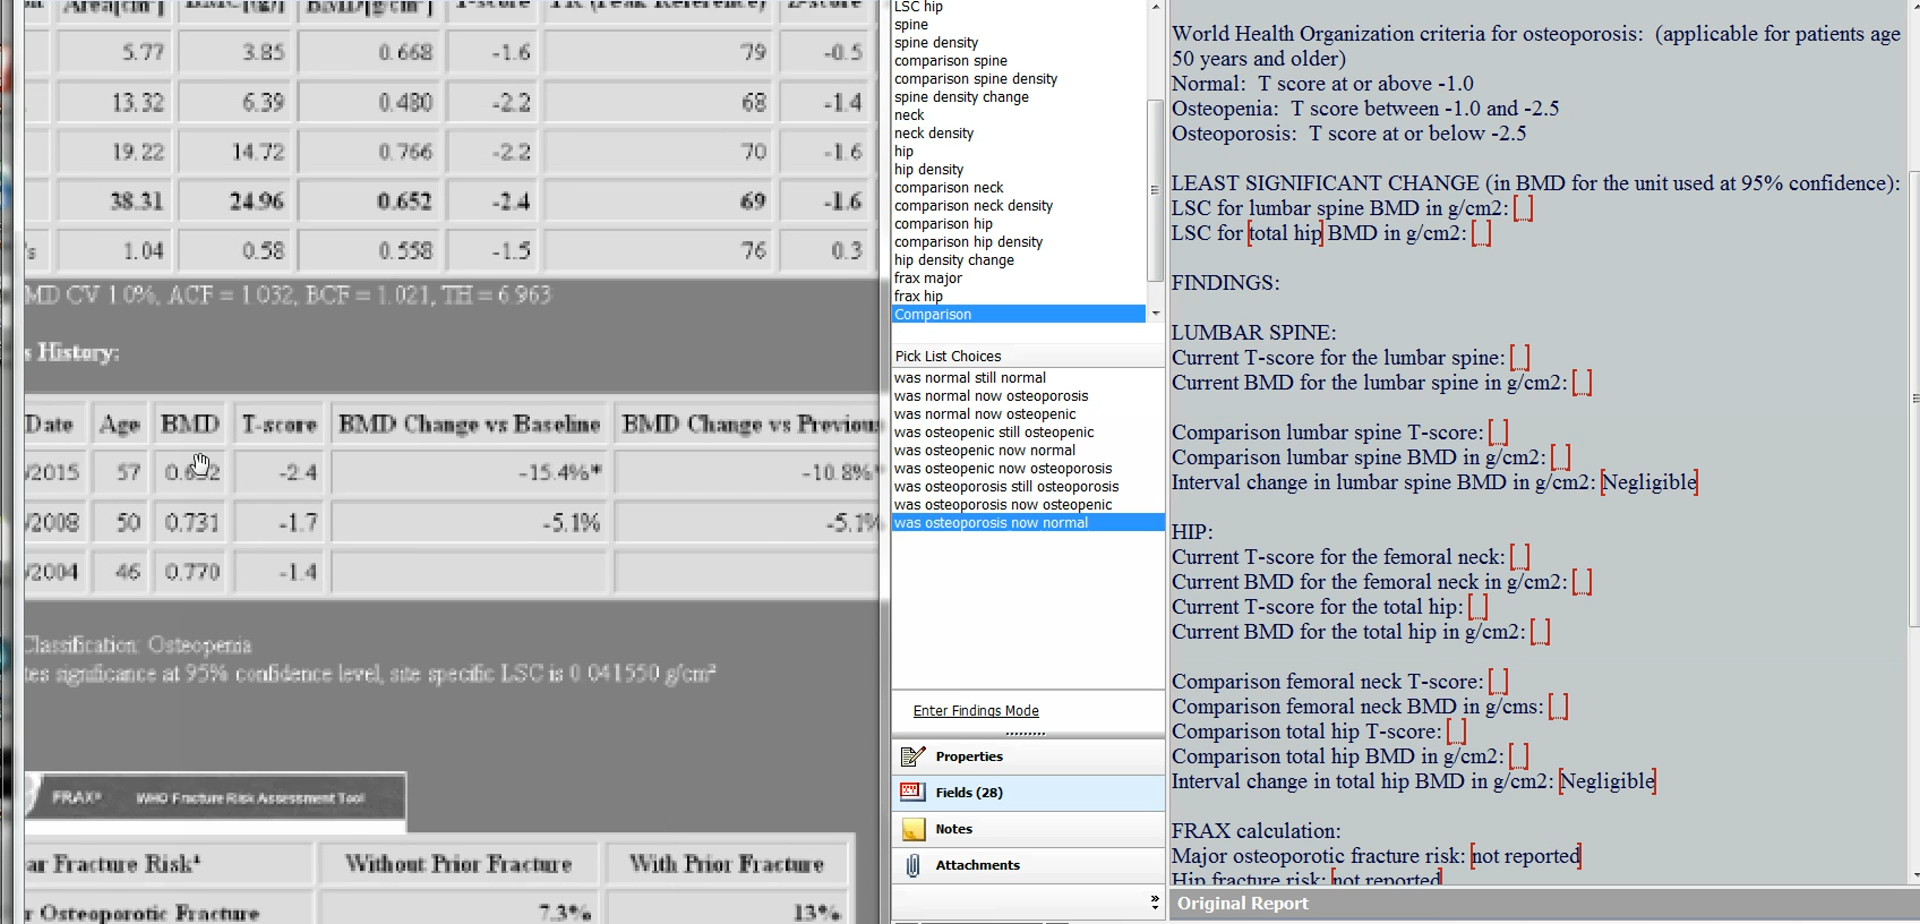 Area[cm²] BMC[(g)] BMD[g/cm²] T-score PR (Peak Reference) Z-score
5.77 3.85 0.668 -1.6 79 -0.5
13.32 6.39 0.480 -2.2 68 -1.4
19.22 14.72 0.766 -2.2 70 -1.6
38.31 24.96 0.652 -2.4 69 -1.6
's 1.04 0.58 0.558 -1.5 76 0.3
MD CV 1.0%, ACF = 1.032, BCF = 1.021, TH = 6.963
s History:
Date Age BMD T-score BMD Change vs Baseline BMD Change vs Previous
/2015 57 -2.4 -15.4%* -10.8%*
/2008 50 0.731 -1.7 -5.1% -5.1%
/2004 46 0.770 -1.4
Classification: Osteopenia
tes significance at 95% confidence level, site specific LSC is 0.041550 g/cm²
FRAX® WHO Fracture Risk Assessment Tool
ar Fracture Risk¹ Without Prior Fracture With Prior Fracture
r Osteoporotic Fracture 7.3% 13%
LSC hip
spine
spine density
comparison spine
comparison spine density
spine density change
neck
neck density
hip
hip density
comparison neck
comparison neck density
comparison hip
comparison hip density
hip density change
frax major
frax hip
Comparison
Pick List Choices
was normal still normal
was normal now osteoporosis
was normal now osteopenic
was osteopenic still osteopenic
was osteopenic now normal
was osteopenic now osteoporosis
was osteoporosis still osteoporosis
was osteoporosis now osteopenic
was osteoporosis now normal
Enter Findings Mode
Properties
Fields (28)
Notes
Attachments
World Health Organization criteria for osteoporosis:  (applicable for patients age
50 years and older)
Normal:  T score at or above -1.0
Osteopenia:  T score between -1.0 and -2.5
Osteoporosis:  T score at or below -2.5
LEAST SIGNIFICANT CHANGE (in BMD for the unit used at 95% confidence):
LSC for lumbar spine BMD in g/cm2: [ ]
LSC for [total hip] BMD in g/cm2: [ ]
FINDINGS:
LUMBAR SPINE:
Current T-score for the lumbar spine: [ ]
Current BMD for the lumbar spine in g/cm2: [ ]
Comparison lumbar spine T-score: [ ]
Comparison lumbar spine BMD in g/cm2: [ ]
Interval change in lumbar spine BMD in g/cm2: [Negligible]
HIP:
Current T-score for the femoral neck: [ ]
Current BMD for the femoral neck in g/cm2: [ ]
Current T-score for the total hip: [ ]
Current BMD for the total hip in g/cm2: [ ]
Comparison femoral neck T-score: [ ]
Comparison femoral neck BMD in g/cms: [ ]
Comparison total hip T-score: [ ]
Comparison total hip BMD in g/cm2: [ ]
Interval change in total hip BMD in g/cm2: [Negligible]
FRAX calculation:
Major osteoporotic fracture risk: [not reported]
Hip fracture risk: [not reported]
Original Report